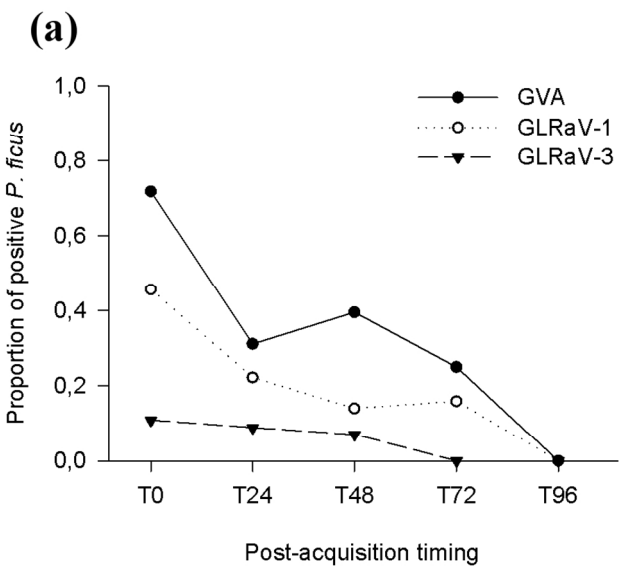 (a)
Proportion of positive P. ficus
1,0
0,8
0,6
0,4
0,2
0,0
GVA
GLRaV-1
GLRaV-3
T0 T24 T48 T72 T96
Post-acquisition timing